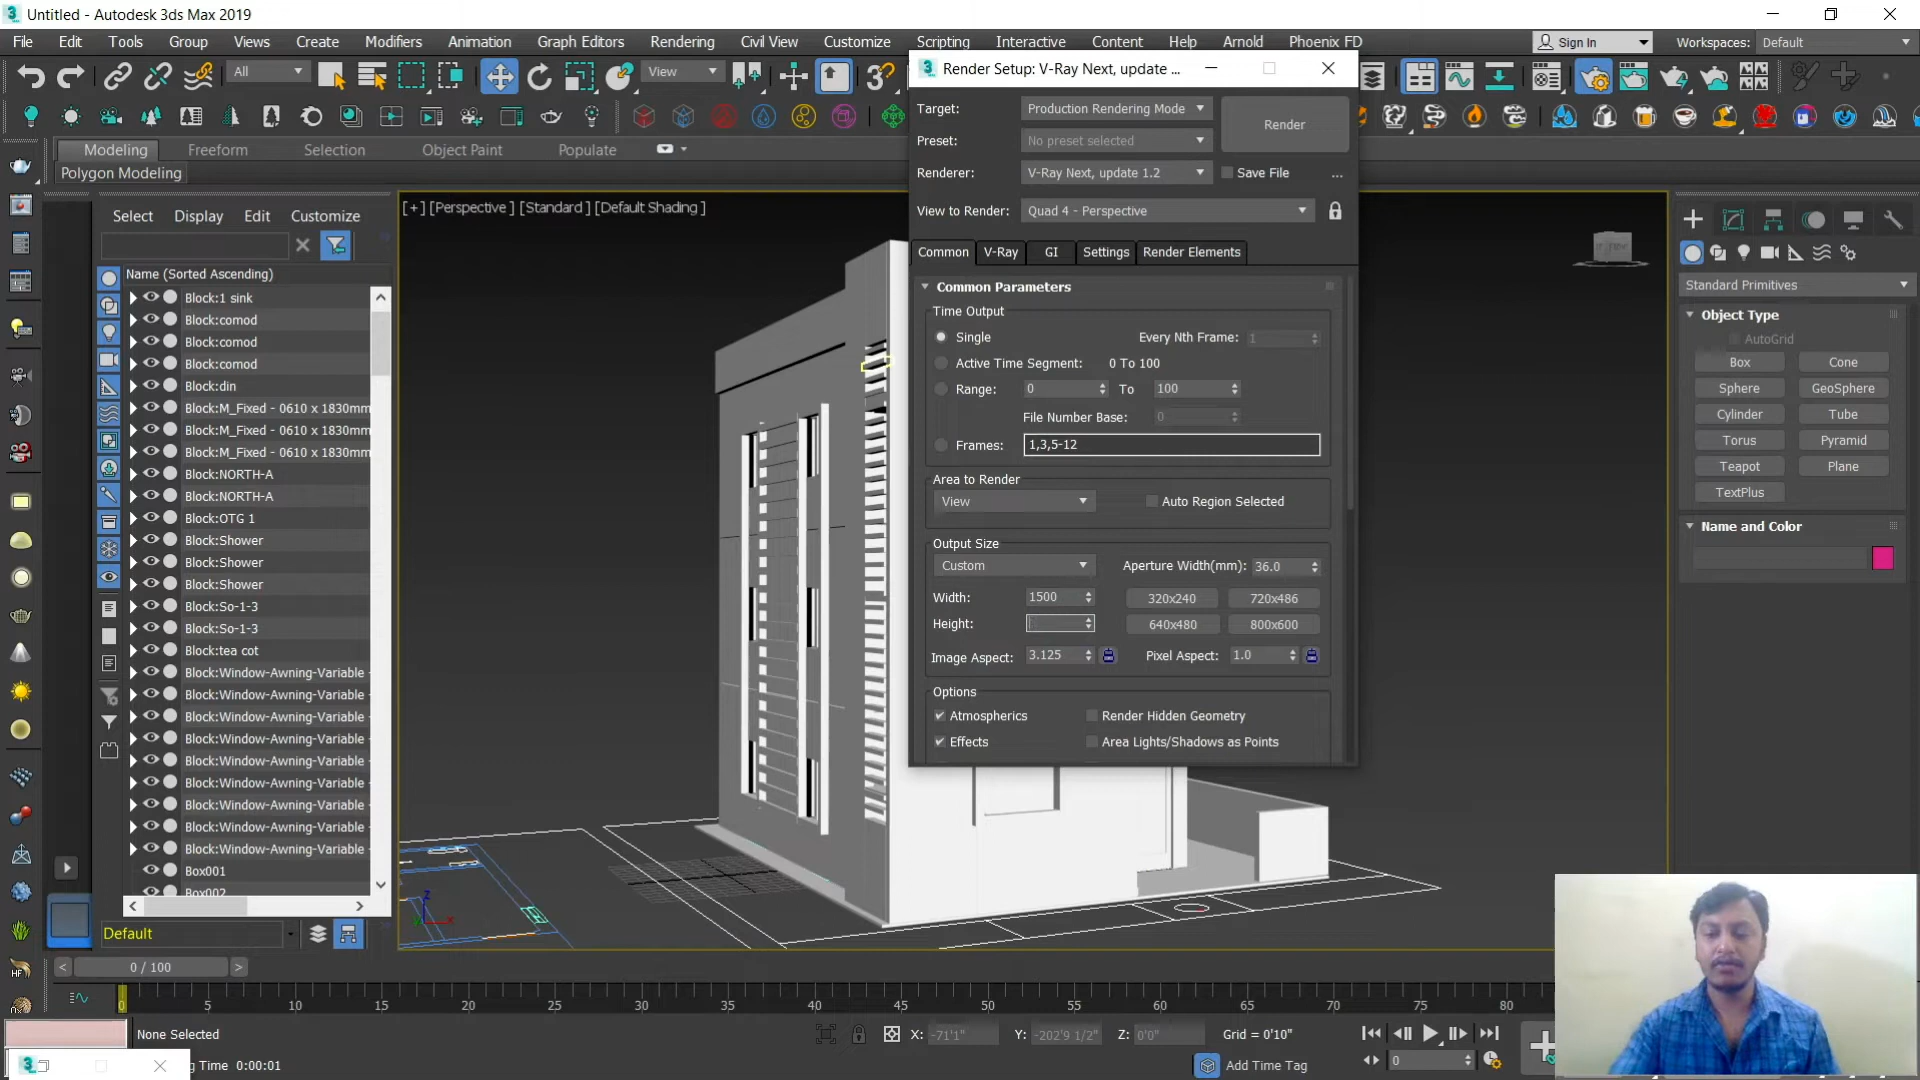 Untitled - Autodesk 3ds Max 2019
File Edit Tools Group Views Create Modifiers Animation Graph Editors Rendering Civil View Customize Scripting Interactive Content Help Arnold Phoenix FD
Sign In Workspaces: Default
All View
Modeling Freeform Selection Object Paint Populate
Polygon Modeling
Select Display Edit Customize
Name (Sorted Ascending)
Block:1 sink
Block:comod
Block:comod
Block:comod
Block:din
Block:M_Fixed - 0610 x 1830mm
Block:M_Fixed - 0610 x 1830mm
Block:M_Fixed - 0610 x 1830mm
Block:NORTH-A
Block:NORTH-A
Block:OTG 1
Block:Shower
Block:Shower
Block:Shower
Block:So-1-3
Block:So-1-3
Block:tea cot
Block:Window-Awning-Variable
Block:Window-Awning-Variable
Block:Window-Awning-Variable
Block:Window-Awning-Variable
Block:Window-Awning-Variable
Block:Window-Awning-Variable
Block:Window-Awning-Variable
Block:Window-Awning-Variable
Block:Window-Awning-Variable
Box001
Box002
Default
[+] [Perspective ] [Standard ] [Default Shading ]
Render Setup: V-Ray Next, update ...
Target: Production Rendering Mode
Render
Preset: No preset selected
Renderer: V-Ray Next, update 1.2 Save File ...
View to Render: Quad 4 - Perspective
Common V-Ray GI Settings Render Elements
Common Parameters
Time Output
Single Every Nth Frame: 1
Active Time Segment: 0 To 100
Range: 0 To 100
File Number Base: 0
Frames: 1,3,5-12
Area to Render
View Auto Region Selected
Output Size
Custom Aperture Width(mm): 36.0
Width: 1500 320x240 720x486
Height: 640x480 800x600
Image Aspect: 3.125 Pixel Aspect: 1.0
Options
Atmospherics Render Hidden Geometry
Effects Area Lights/Shadows as Points
Standard Primitives
Object Type
AutoGrid
Box Cone
Sphere GeoSphere
Cylinder Tube
Torus Pyramid
Teapot Plane
TextPlus
Name and Color
0 / 100
5 10 15 20 25 30 35 40 45 50 55 60 65 70 75 80
None Selected X: -71'1" Y: -202'9 1/2" Z: 0'0" Grid = 0'10"
g Time 0:00:01 Add Time Tag 0